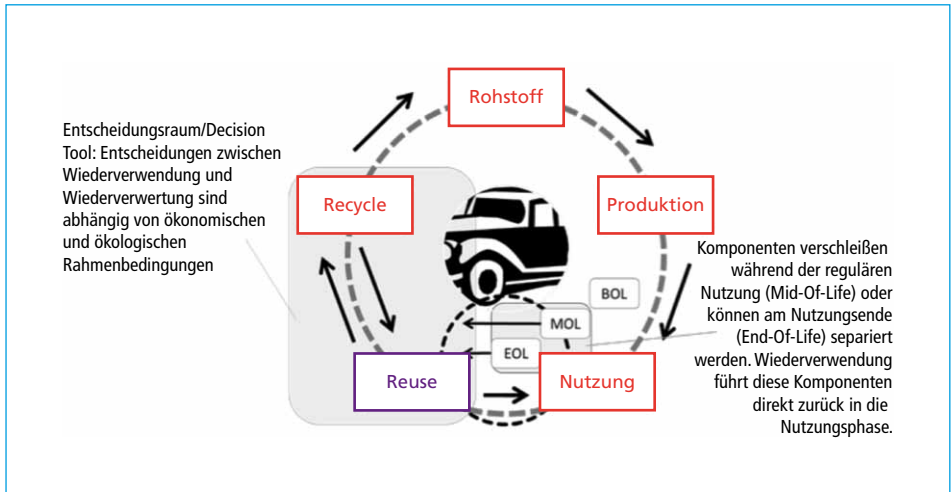 Rohstoff
Entscheidungsraum/Decision
Tool: Entscheidungen zwischen
Wiederverwendung und
Wiederverwertung sind
abhängig von ökonomischen
und ökologischen
Rahmenbedingungen
Recycle
Produktion
Komponenten verschleißen
während der regulären
Nutzung (Mid-Of-Life) oder
können am Nutzungsende
(End-Of-Life) separiert
werden. Wiederverwendung
führt diese Komponenten
direkt zurück in die
Nutzungsphase.
BOL
MOL
EOL
Reuse
Nutzung